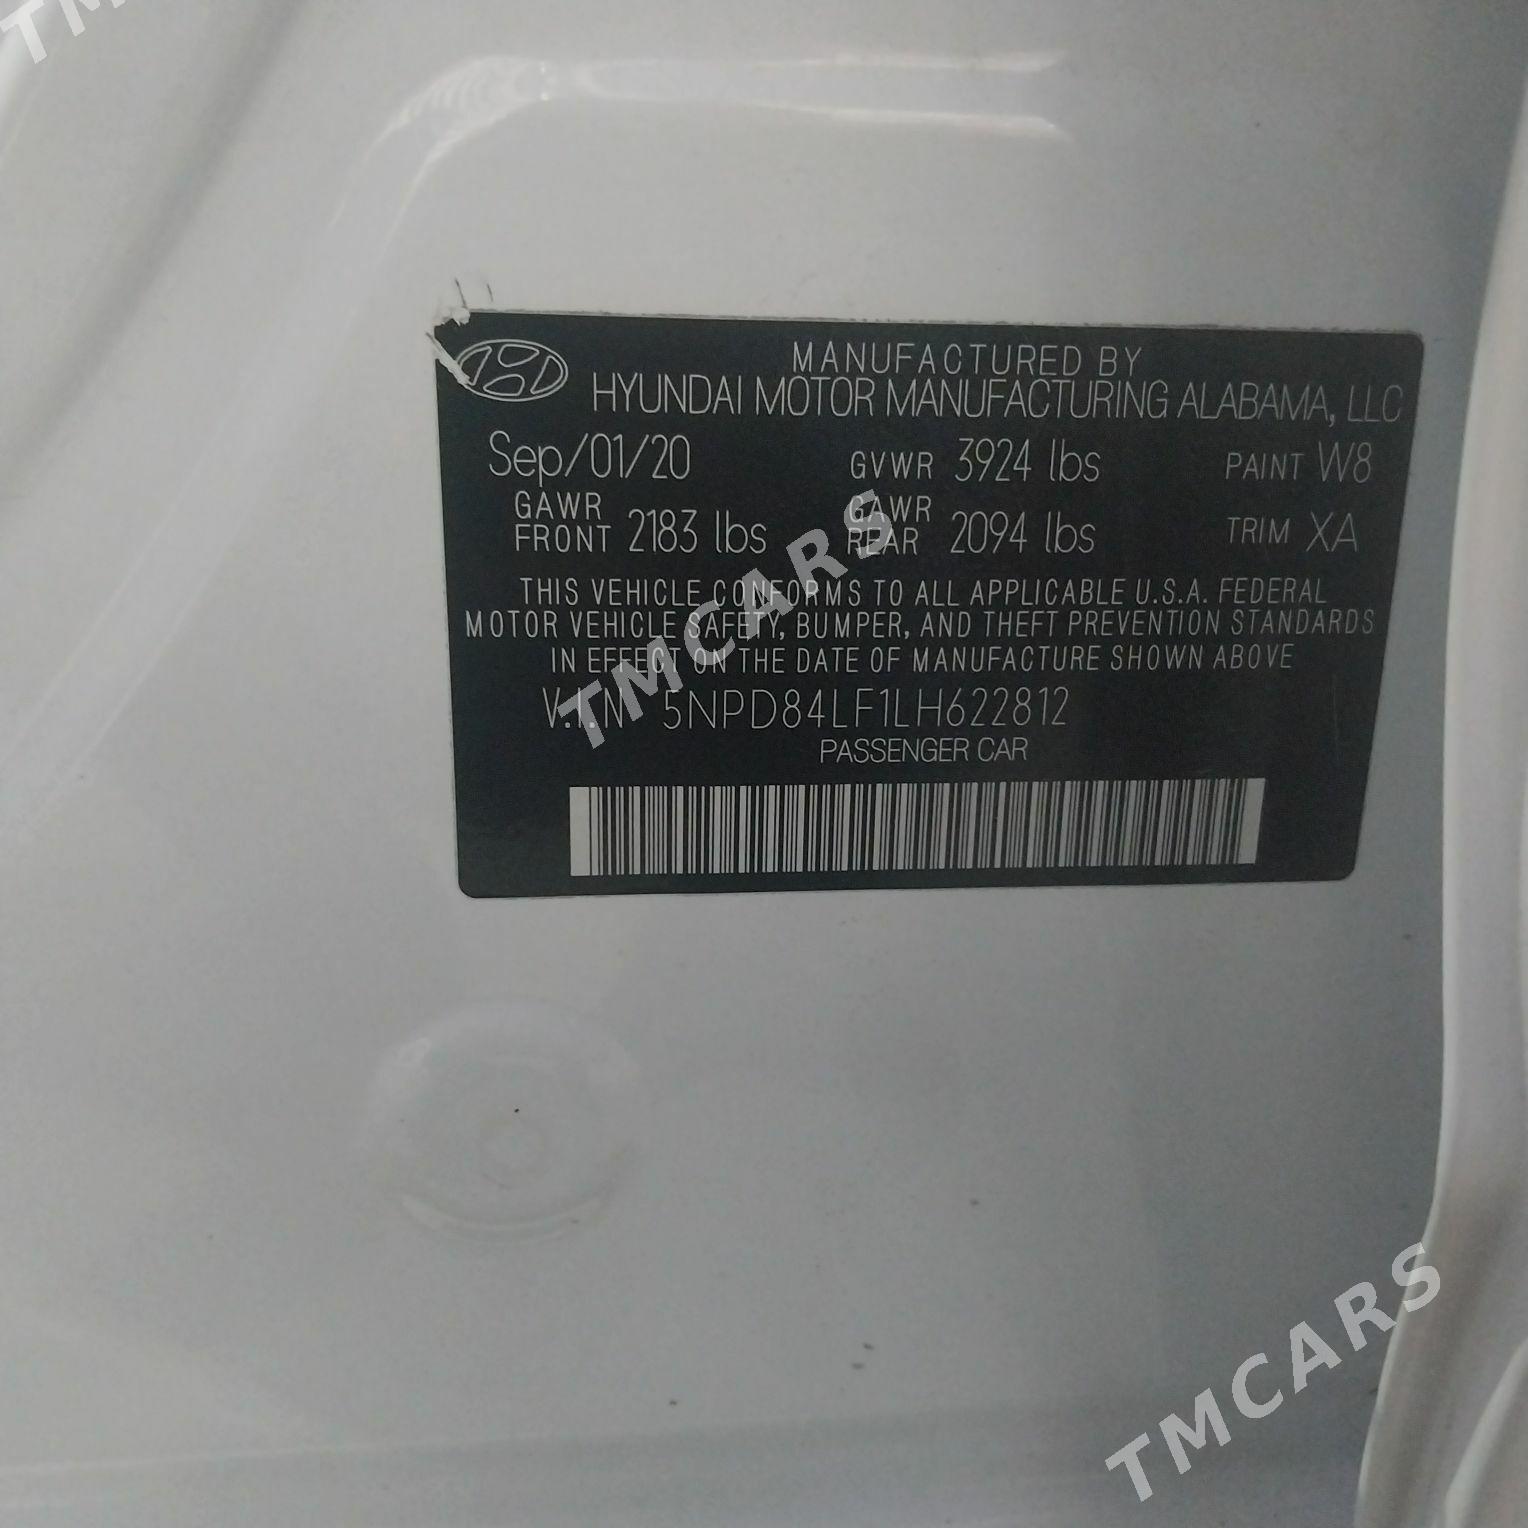 MANUFACTURED BY
HYUNDAI MOTOR MANUFACTURING ALABAMA, LLC
Sep/01/20 GVWR 3924 lbs PAINT W8
GAWR FRONT 2183 lbs GAWR REAR 2094 lbs TRIM XA
THIS VEHICLE CONFORMS TO ALL APPLICABLE U.S.A. FEDERAL
MOTOR VEHICLE SAFETY, BUMPER, AND THEFT PREVENTION STANDARDS
IN EFFECT ON THE DATE OF MANUFACTURE SHOWN ABOVE
V.I.N 5NPD84LF1LH622812
PASSENGER CAR
TMCARS
TMCARS